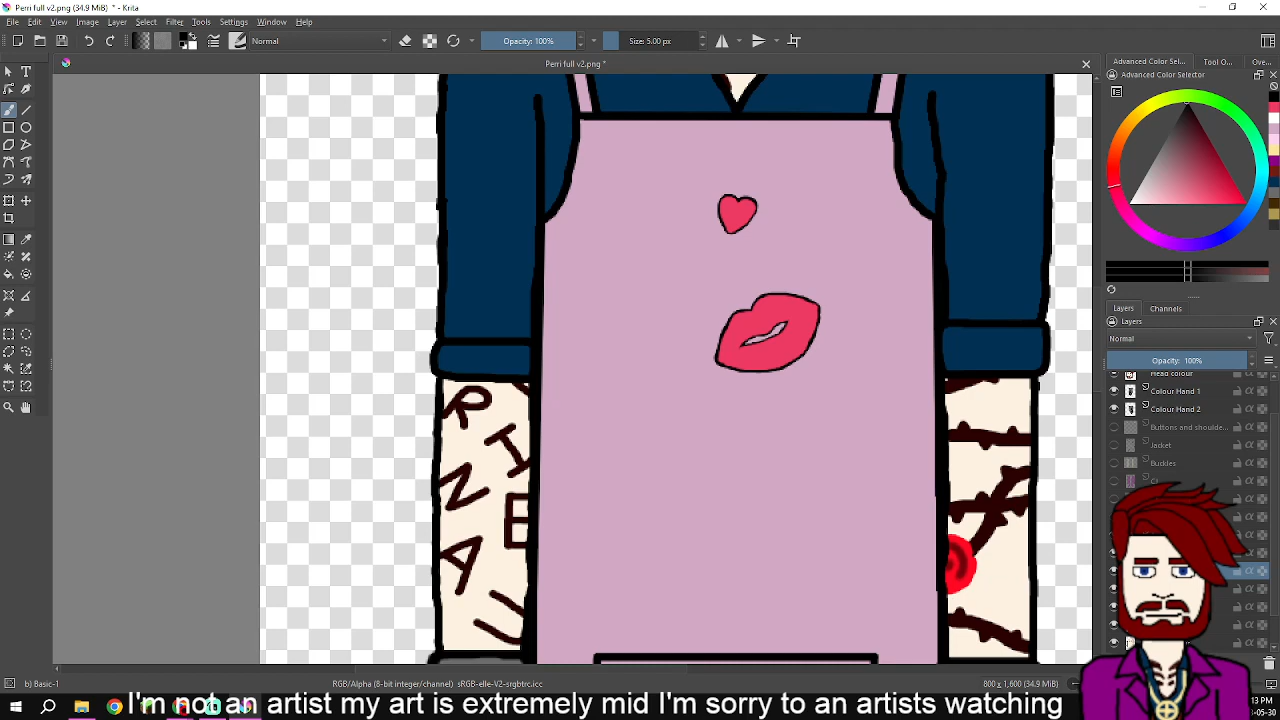 Perri full v2.png (34.9 MiB) * - Krita
File Edit View Image Layer Select Filter Tools Settings Window Help
Normal
Opacity: 100%
Size: 5.00 px
Perri full v2.png *
Advanced Color Sel... Tool O... Ove...
Advanced Color Selector
Layers Channels
Layers
Normal
Opacity: 100%
Head colour
Colour Hand 1
Colour Hand 2
Buttons and shoulde...
Jacket
Buckles
R
I
N
E
A
b) Basic-1
RGB/Alpha (8-bit integer/channel) sRGB-elle-V2-srgbtrc.icc
800 x 1,600 (34.9 MiB)
I'm not an artist my art is extremely mid I'm sorry to an artists watching